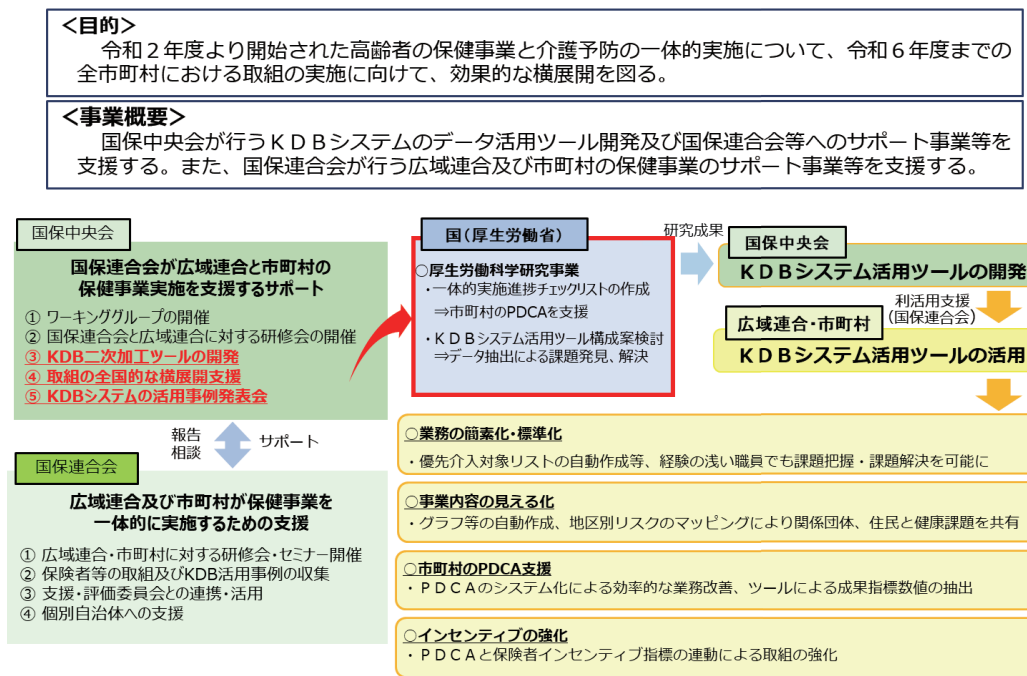 ＜目的＞
令和２年度より開始された高齢者の保健事業と介護予防の一体的実施について、令和６年度までの
全市町村における取組の実施に向けて、効果的な横展開を図る。
＜事業概要＞
国保中央会が行うＫＤＢシステムのデータ活用ツール開発及び国保連合会等へのサポート事業等を
支援する。また、国保連合会が行う広域連合及び市町村の保健事業のサポート事業等を支援する。
国保中央会
国保連合会が広域連合と市町村の
保健事業実施を支援するサポート
① ワーキンググループの開催
② 国保連合会と広域連合に対する研修会の開催
③ KDB二次加工ツールの開発
④ 取組の全国的な横展開支援
⑤ KDBシステムの活用事例発表会
報告
相談
サポート
国保連合会
広域連合及び市町村が保健事業を
一体的に実施するための支援
① 広域連合・市町村に対する研修会・セミナー開催
② 保険者等の取組及びKDB活用事例の収集
③ 支援・評価委員会との連携・活用
④ 個別自治体への支援
国（厚生労働省）
○厚生労働科学研究事業
・一体的実施進捗チェックリストの作成
⇒市町村のPDCAを支援
・ＫＤＢシステム活用ツール構成案検討
⇒データ抽出による課題発見、解決
研究成果
国保中央会
ＫＤＢシステム活用ツールの開発
利活用支援
（国保連合会）
広域連合・市町村
ＫＤＢシステム活用ツールの活用
○業務の簡素化・標準化
・優先介入対象リストの自動作成等、経験の浅い職員でも課題把握・課題解決を可能に
○事業内容の見える化
・グラフ等の自動作成、地区別リスクのマッピングにより関係団体、住民と健康課題を共有
○市町村のPDCA支援
・ＰＤＣＡのシステム化による効率的な業務改善、ツールによる成果指標数値の抽出
○インセンティブの強化
・ＰＤＣＡと保険者インセンティブ指標の連動による取組の強化